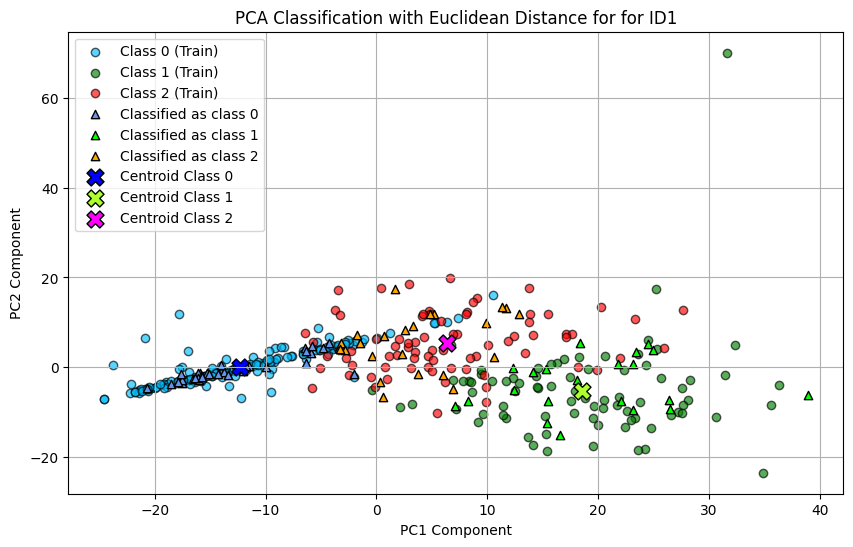 PCA Classification with Euclidean Distance for for ID1
Class 0 (Train)
Class 1 (Train)
Class 2 (Train)
Classified as class 0
Classified as class 1
Classified as class 2
Centroid Class 0
Centroid Class 1
Centroid Class 2
PC2 Component
60
40
20
0
−20
−20
−10
0
10
20
30
40
PC1 Component